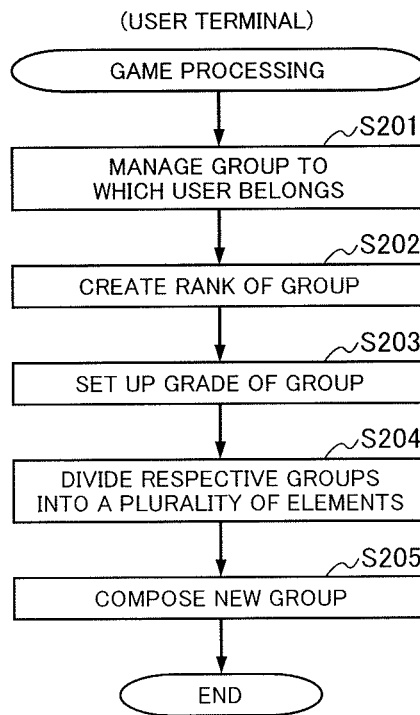 (USER TERMINAL)
GAME PROCESSING
S201
MANAGE GROUP TO
WHICH USER BELONGS
S202
CREATE RANK OF GROUP
S203
SET UP GRADE OF GROUP
S204
DIVIDE RESPECTIVE GROUPS
INTO A PLURALITY OF ELEMENTS
S205
COMPOSE NEW GROUP
END